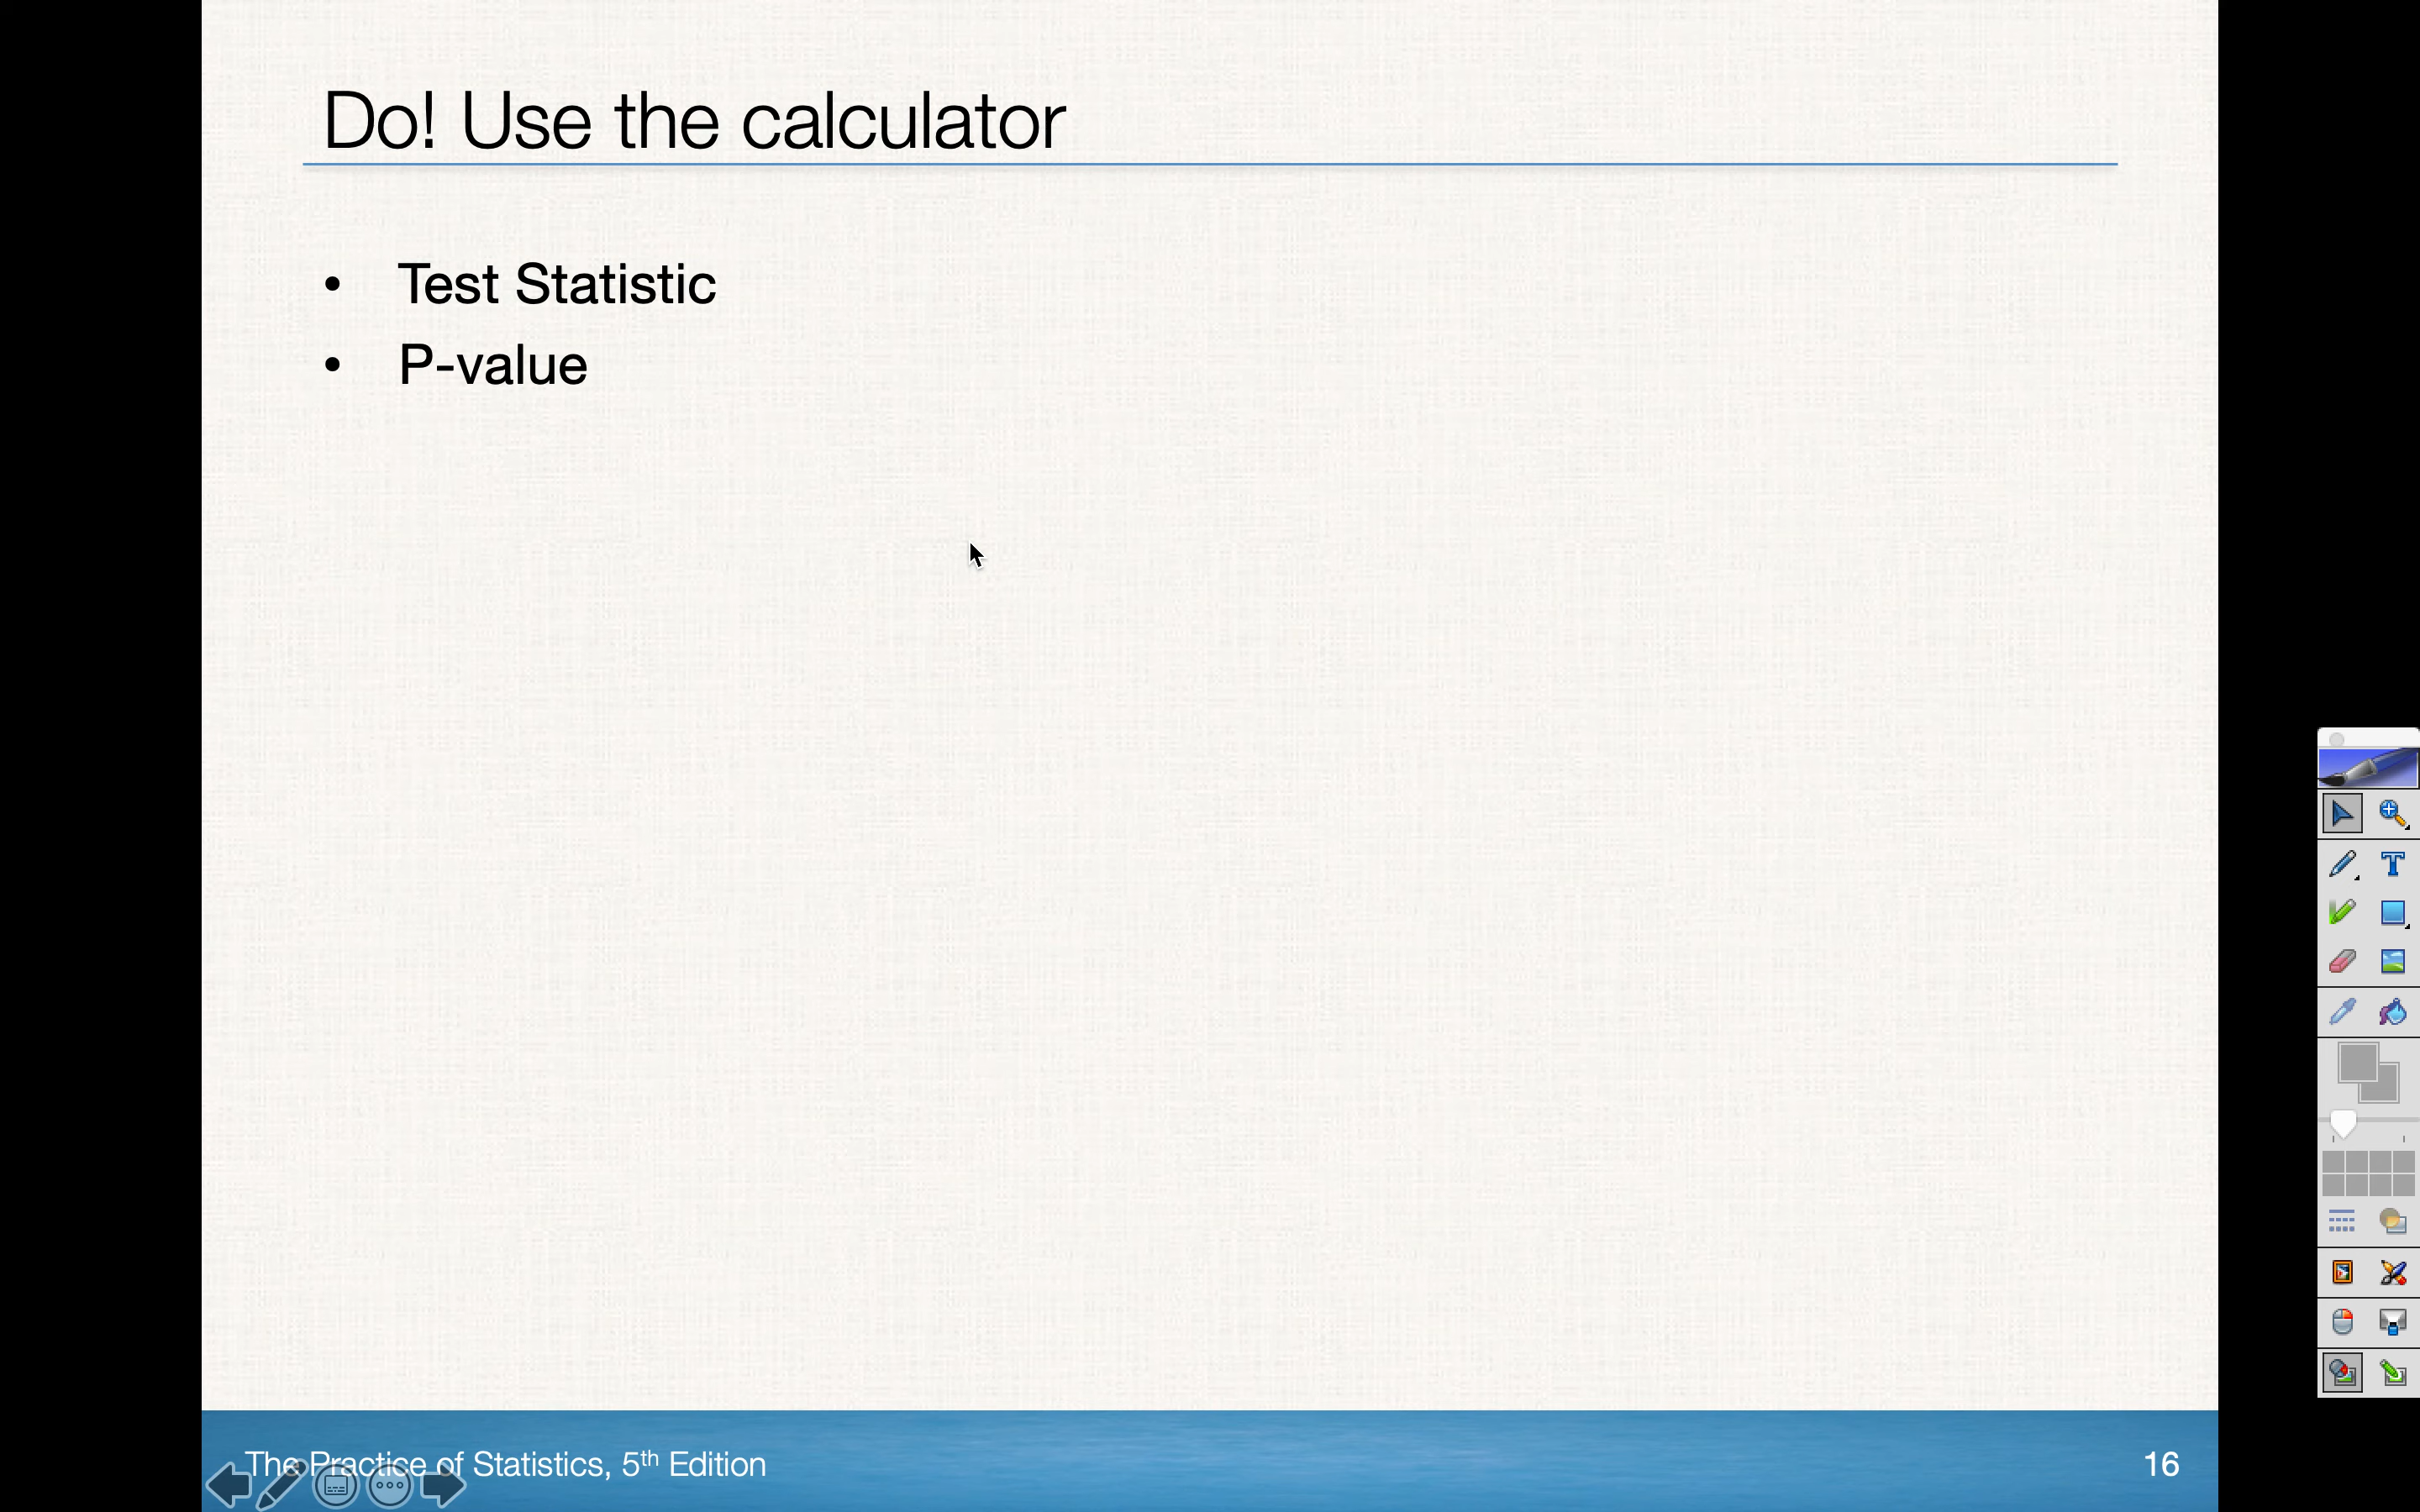 Do! Use the calculator
• Test Statistic
• P-value
The Practice of Statistics, 5th Edition
16